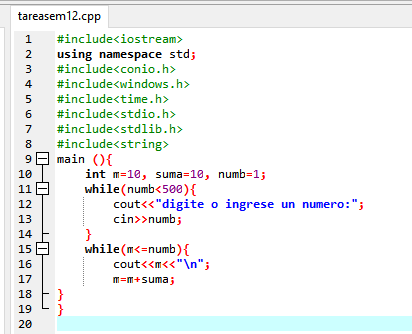 tareasem12.cpp
1 #include<iostream>
2 using namespace std;
3 #include<conio.h>
4 #include<windows.h>
5 #include<time.h>
6 #include<stdio.h>
7 #include<stdlib.h>
8 #include<string>
9 main (){
10 int m=10, suma=10, numb=1;
11 while(numb<500){
12 cout<<"digite o ingrese un numero:";
13 cin>>numb;
14 }
15 while(m<=numb){
16 cout<<m<<"\n";
17 m=m+suma;
18 }
19 }
20